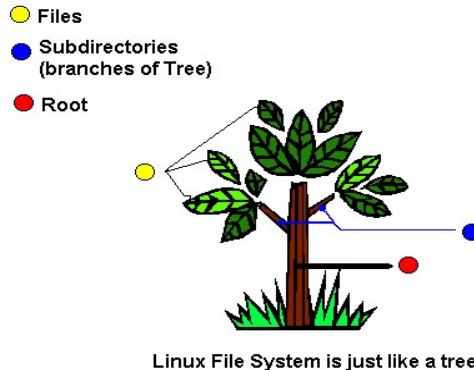 Files
Subdirectories
(branches of Tree)
Root
Linux File System is just like a tree